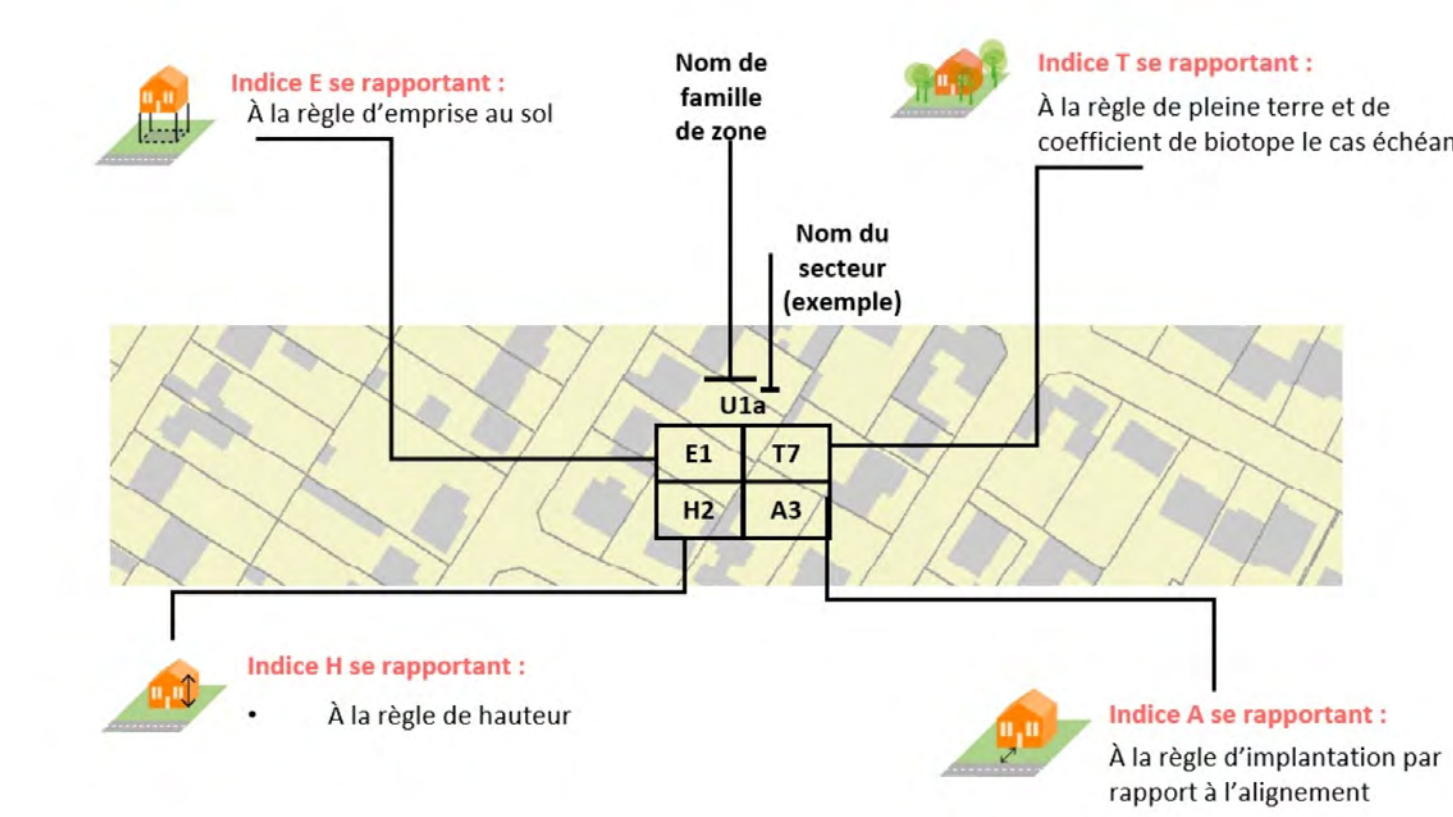 Indice E se rapportant :
À la règle d'emprise au sol
Nom de
famille
de zone
Indice T se rapportant :
À la règle de pleine terre et de
coefficient de biotope le cas échéan
Nom du
secteur
(exemple)
U1a
E1 T7
H2 A3
Indice H se rapportant :
• À la règle de hauteur
Indice A se rapportant :
À la règle d'implantation par
rapport à l'alignement